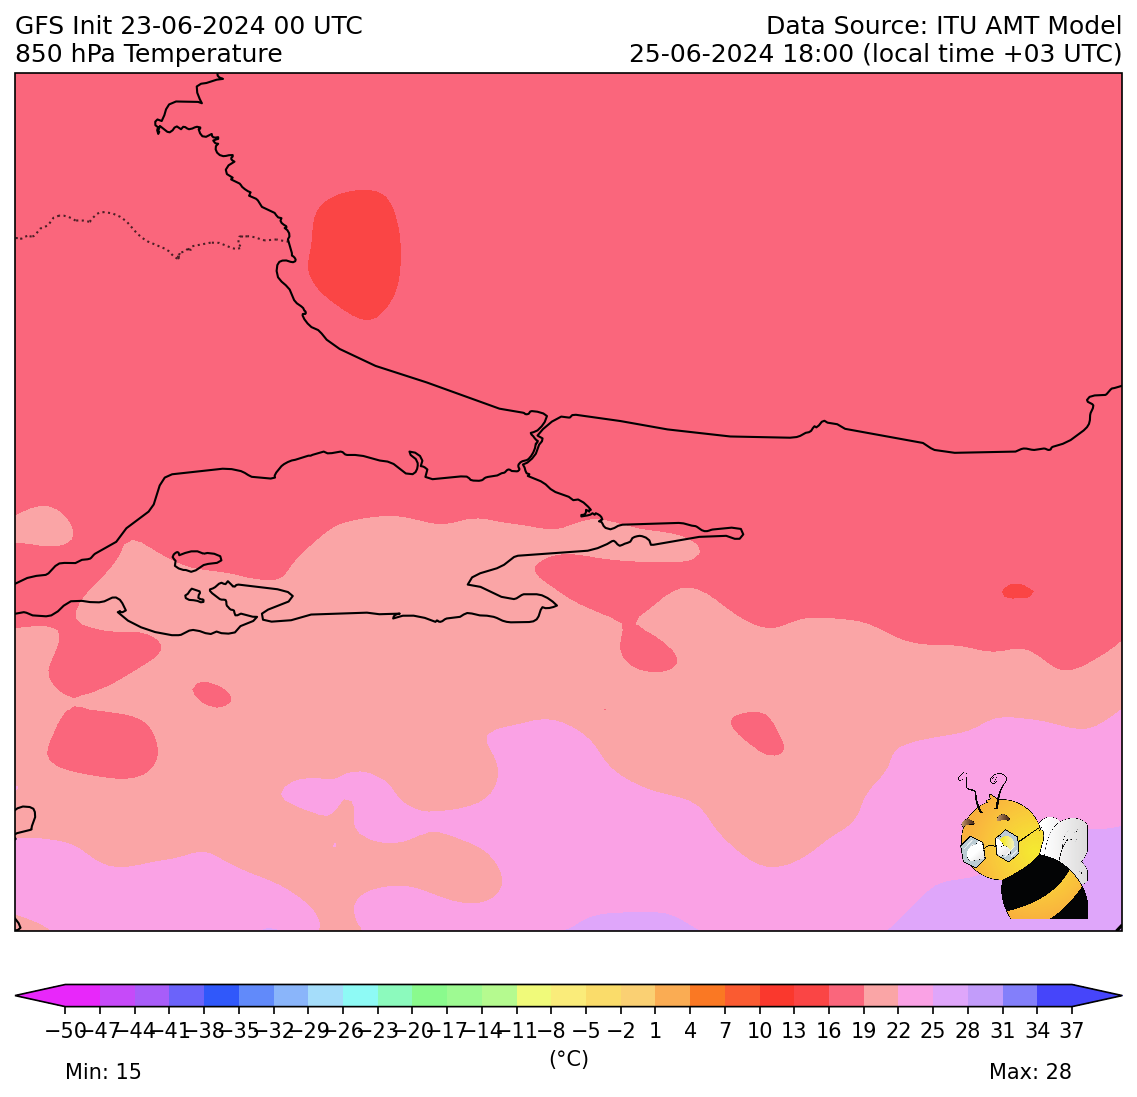 GFS Init 23-06-2024 00 UTC
Data Source: ITU AMT Model
850 hPa Temperature
25-06-2024 18:00 (local time +03 UTC)
−50 −47 −44 −41 −38 −35 −32 −29 −26 −23 −20 −17 −14 −11 −8 −5 −2 1 4 7 10 13 16 19 22 25 28 31 34 37
(°C)
Min: 15
Max: 28